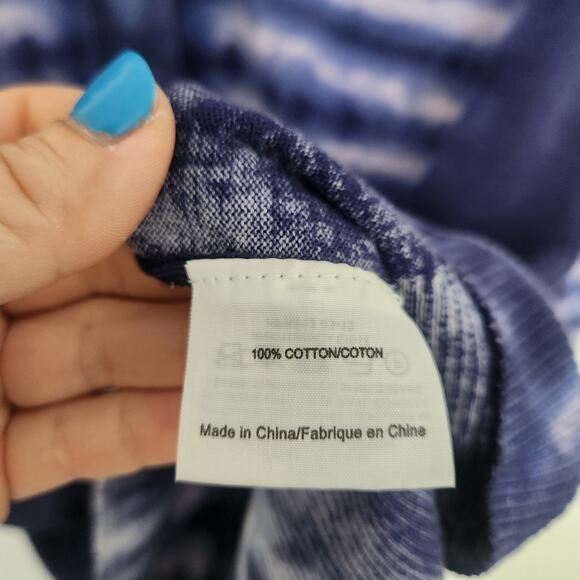 100% COTTON/COTON
Made in China/Fabrique en Chine